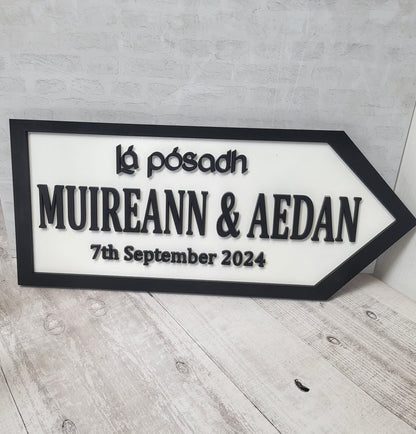 Lá pósadh
MUIREANN & AEDAN
7th September 2024